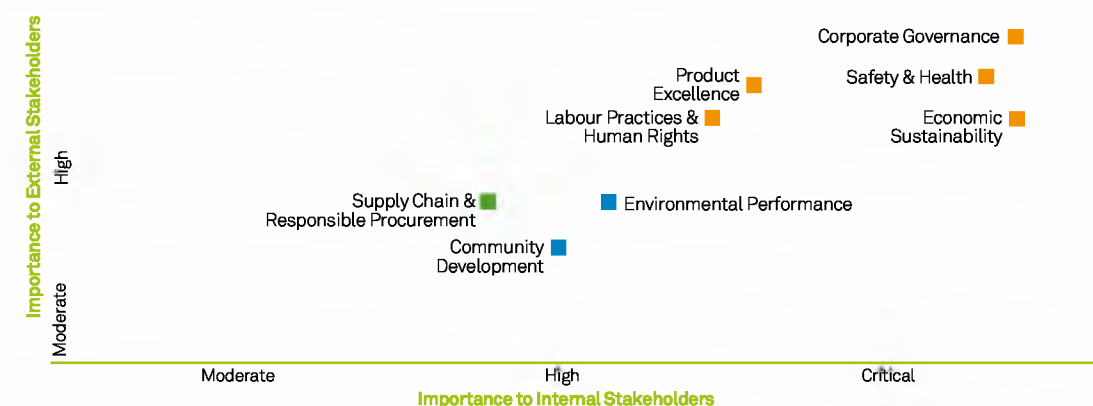 Importance to External Stakeholders
High
Moderate
Corporate Governance
Product
Excellence
Safety & Health
Labour Practices &
Human Rights
Economic
Sustainability
Supply Chain &
Responsible Procurement
Environmental Performance
Community
Development
Moderate
High
Critical
Importance to Internal Stakeholders